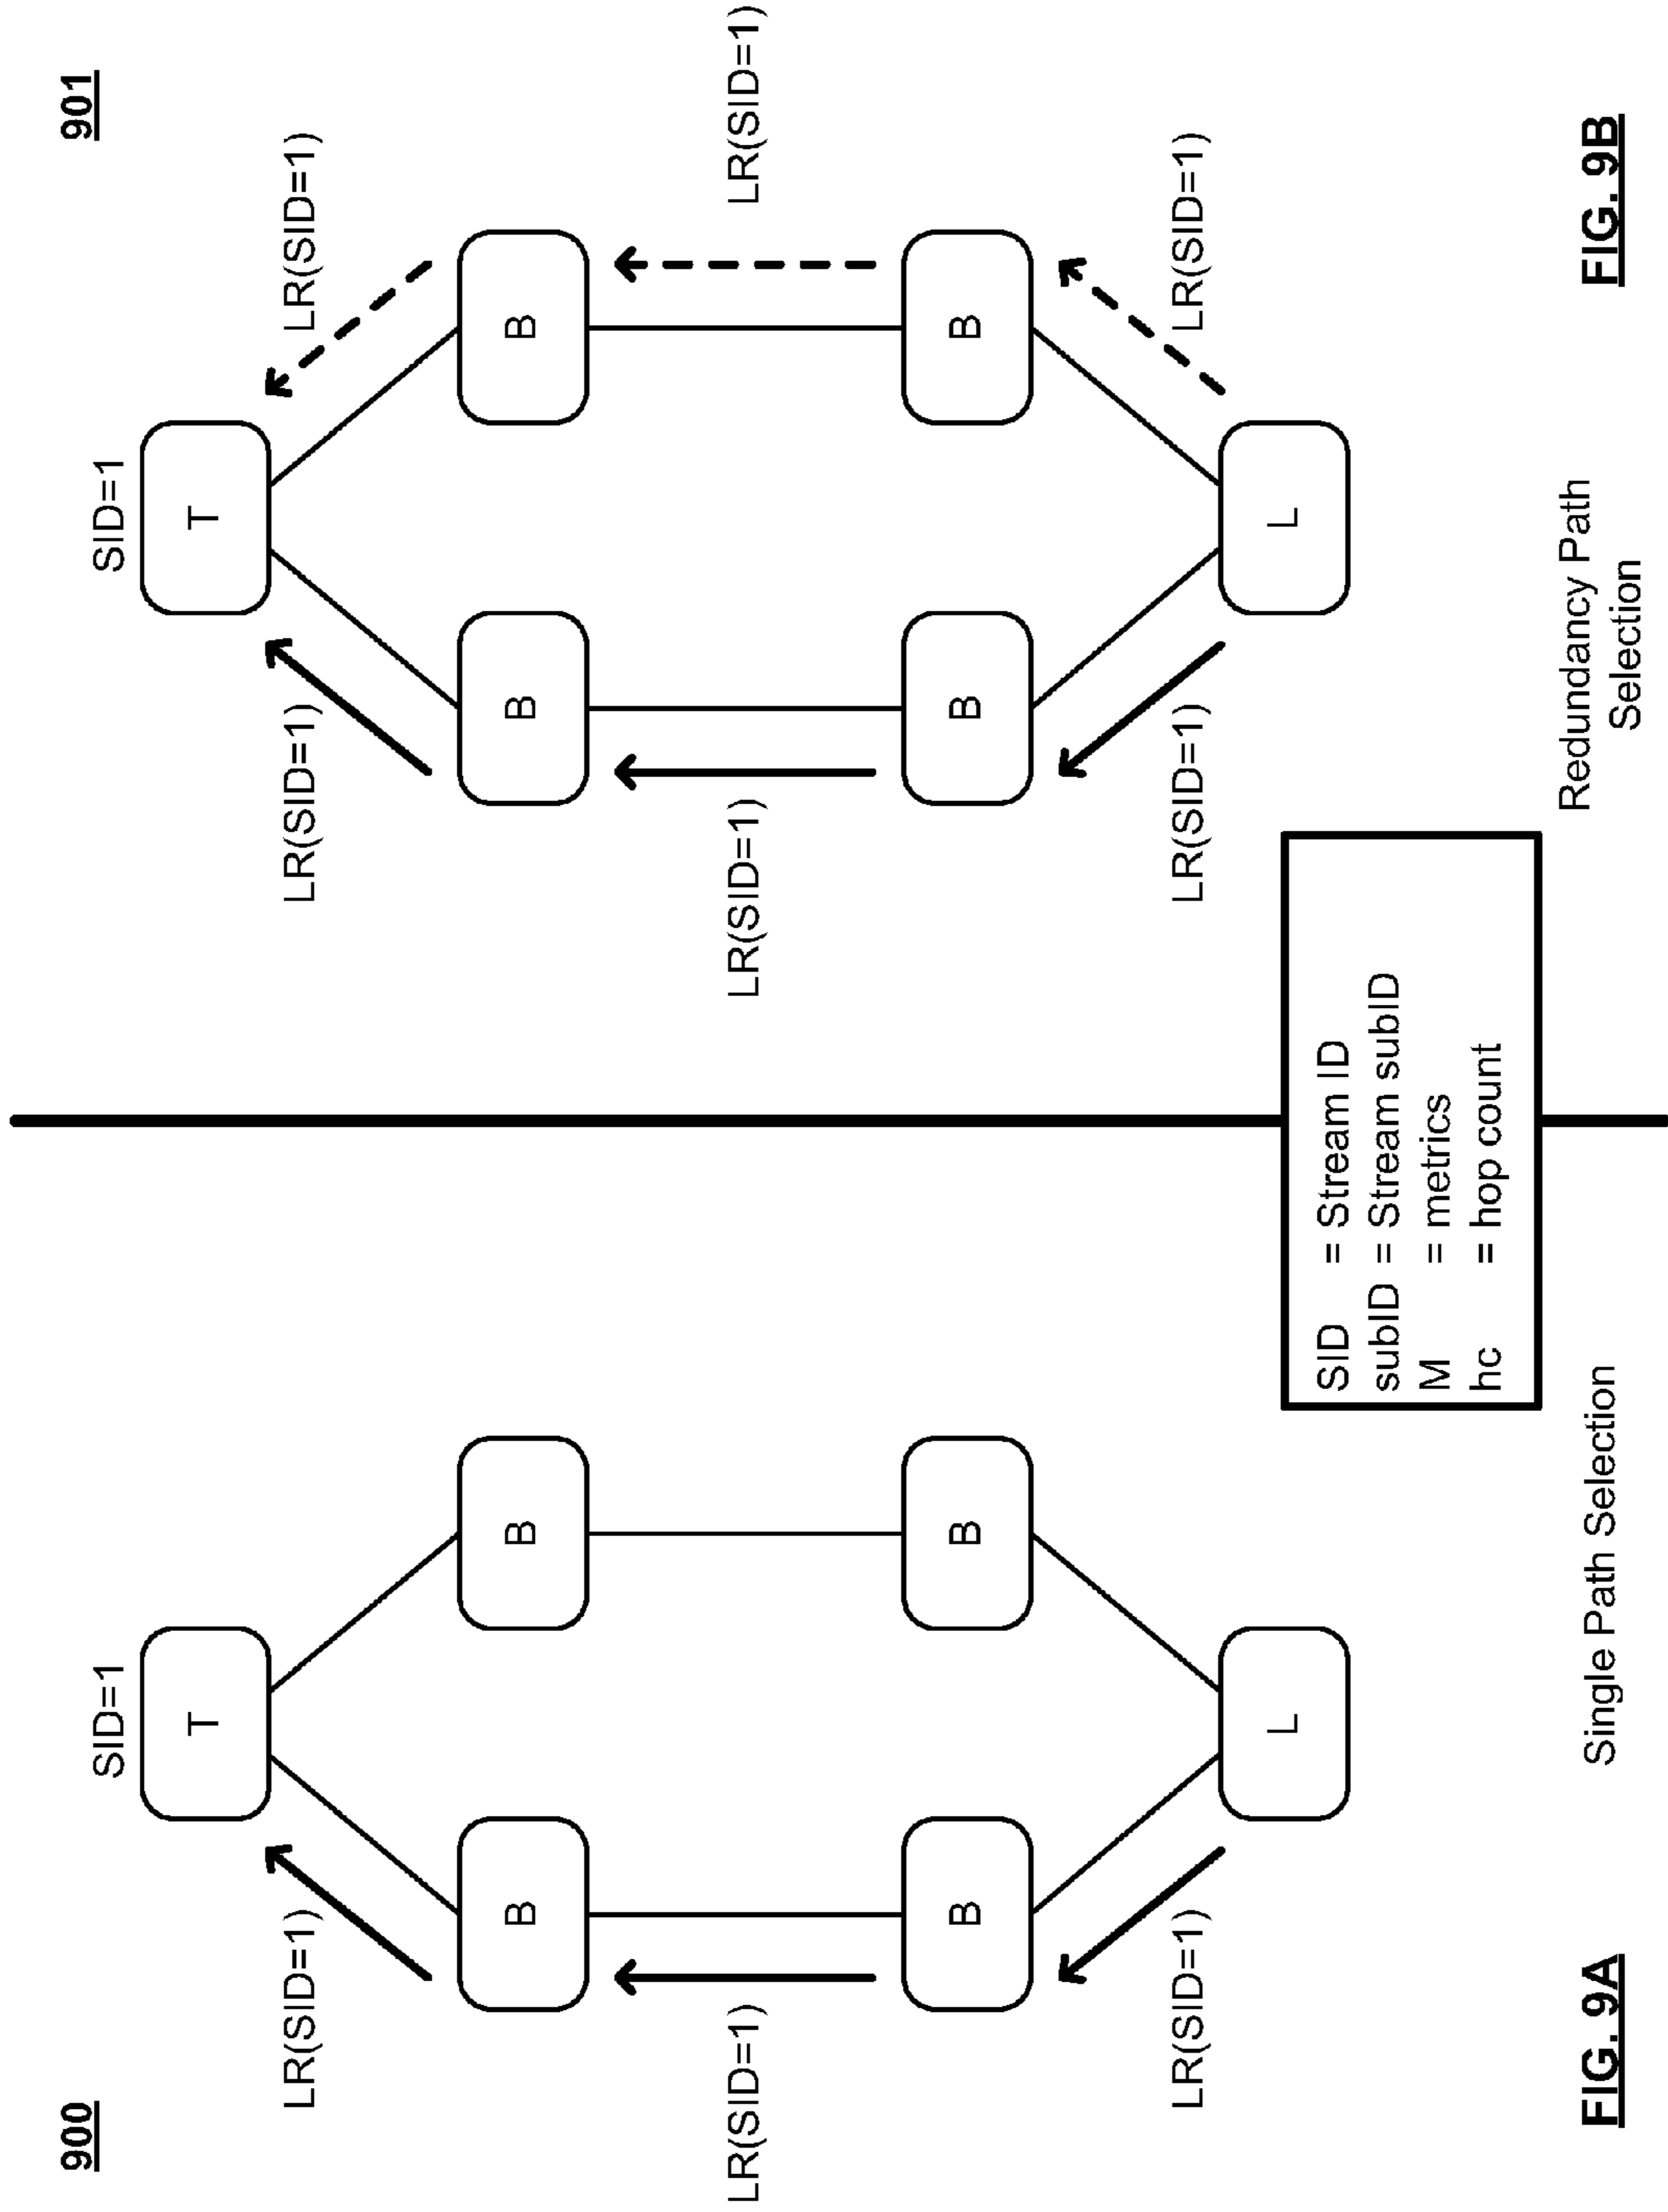 900
SID=1
T
LR(SID=1)
B
B
LR(SID=1)
B
B
LR(SID=1)
L
Single Path Selection
FIG. 9A
SID = Stream ID
subID = Stream subID
M = metrics
hc = hop count
901
SID=1
T
LR(SID=1)
LR(SID=1)
B
B
LR(SID=1)
LR(SID=1)
B
B
LR(SID=1)
LR(SID=1)
L
Redundancy Path
Selection
FIG. 9B